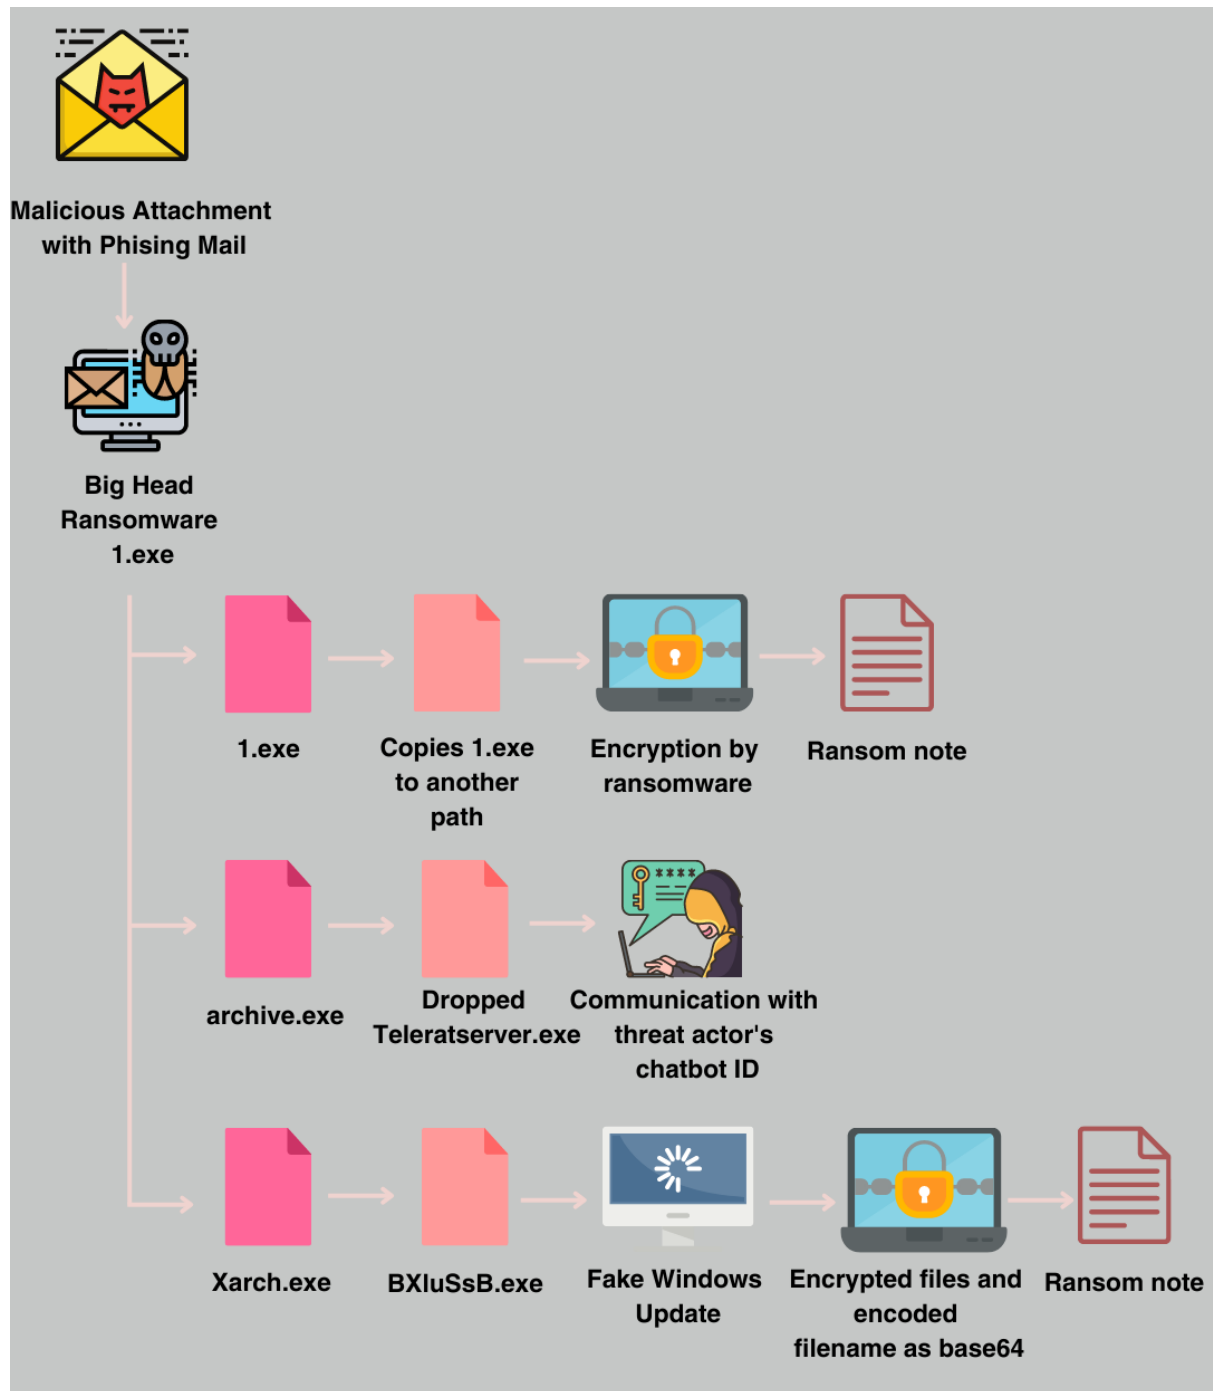 Malicious Attachment
with Phising Mail
Big Head
Ransomware
1.exe
1.exe
Copies 1.exe
to another
path
Encryption by
ransomware
Ransom note
archive.exe
Dropped
Teleratserver.exe
****
Communication with
threat actor's
chatbot ID
Xarch.exe
BXIuSsB.exe
Fake Windows
Update
Encrypted files and
encoded
filename as base64
Ransom note